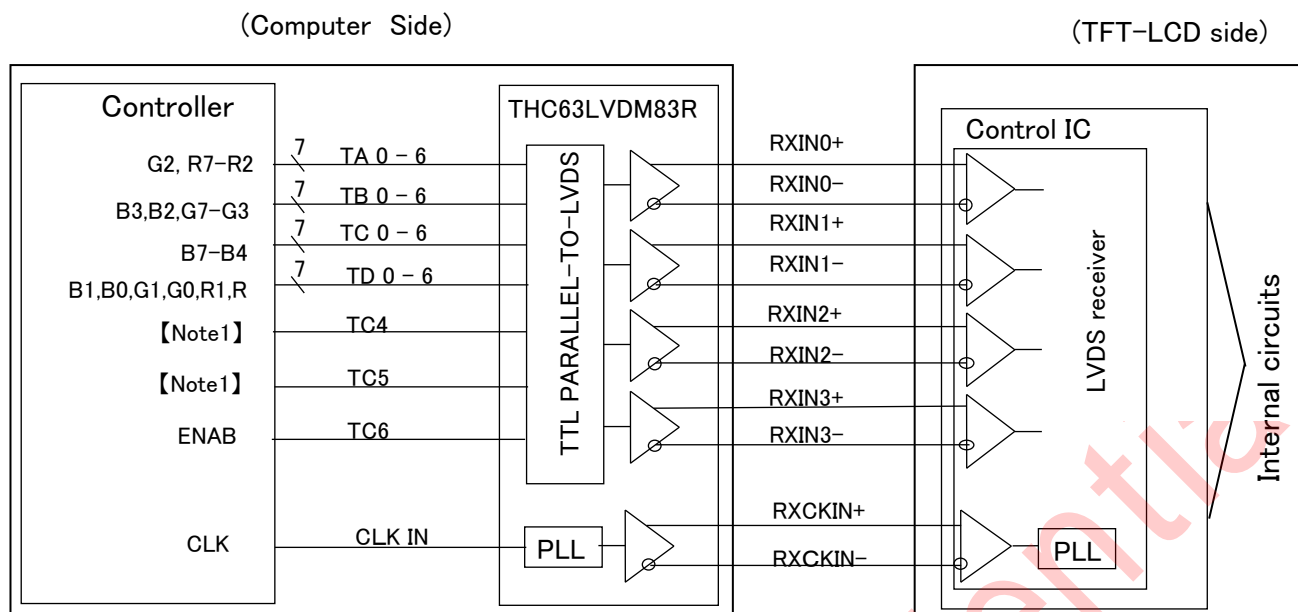 (Computer Side)
(TFT-LCD side)
Controller
THC63LVDM83R
Control IC
G2, R7-R2
7
TA 0-6
B3,B2,G7-G3
7
TB 0-6
B7-B4
7
TC 0-6
B1,B0,G1,G0,R1,R
7
TD 0-6
【Note1】
TC4
【Note1】
TC5
ENAB
TC6
CLK
CLK IN
TTL PARALLEL-TO-LVDS
PLL
RXIN0+
RXIN0-
RXIN1+
RXIN1-
RXIN2+
RXIN2-
RXIN3+
RXIN3-
RXCKIN+
RXCKIN-
LVDS receiver
PLL
Internal circuits